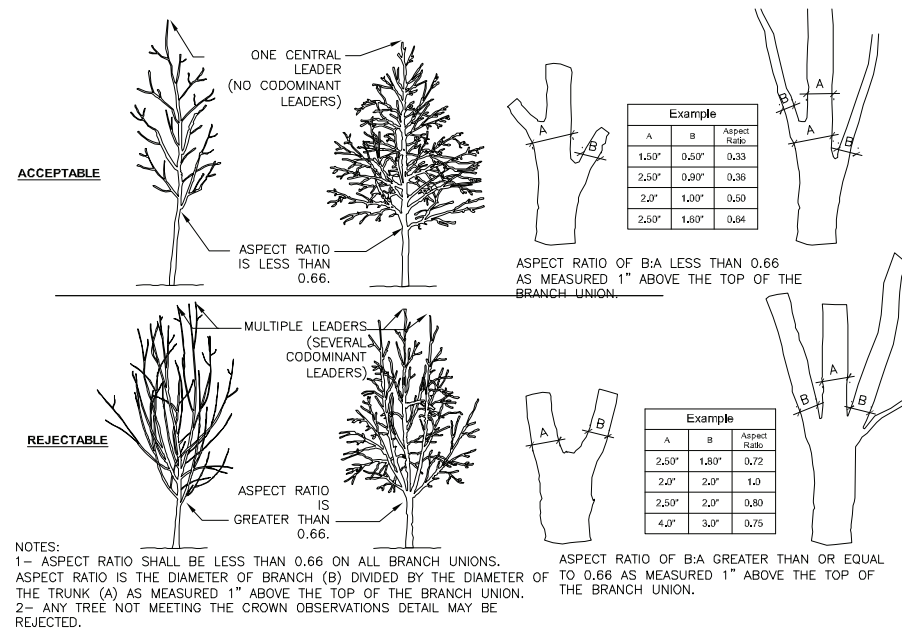 ONE CENTRAL
LEADER
(NO CODOMINANT
LEADERS)
ACCEPTABLE
ASPECT RATIO
IS LESS THAN
0.66.
A
B
Example
A B Aspect Ratio
1.50" 0.50" 0.33
2.50" 0.90" 0.36
2.0" 1.00" 0.50
2.50" 1.60" 0.64
B
A
A
B
ASPECT RATIO OF B:A LESS THAN 0.66
AS MEASURED 1" ABOVE THE TOP OF THE
BRANCH UNION.
MULTIPLE LEADERS
(SEVERAL
CODOMINANT
LEADERS)
REJECTABLE
ASPECT RATIO
IS
GREATER THAN
0.66.
A
B
Example
A B Aspect Ratio
2.50" 1.80" 0.72
2.0" 2.0" 1.0
2.50" 2.0" 0.80
4.0" 3.0" 0.75
A
B
B
ASPECT RATIO OF B:A GREATER THAN OR EQUAL
TO 0.66 AS MEASURED 1" ABOVE THE TOP OF
THE BRANCH UNION.
NOTES:
1– ASPECT RATIO SHALL BE LESS THAN 0.66 ON ALL BRANCH UNIONS.
ASPECT RATIO IS THE DIAMETER OF BRANCH (B) DIVIDED BY THE DIAMETER OF
THE TRUNK (A) AS MEASURED 1" ABOVE THE TOP OF THE BRANCH UNION.
2– ANY TREE NOT MEETING THE CROWN OBSERVATIONS DETAIL MAY BE
REJECTED.